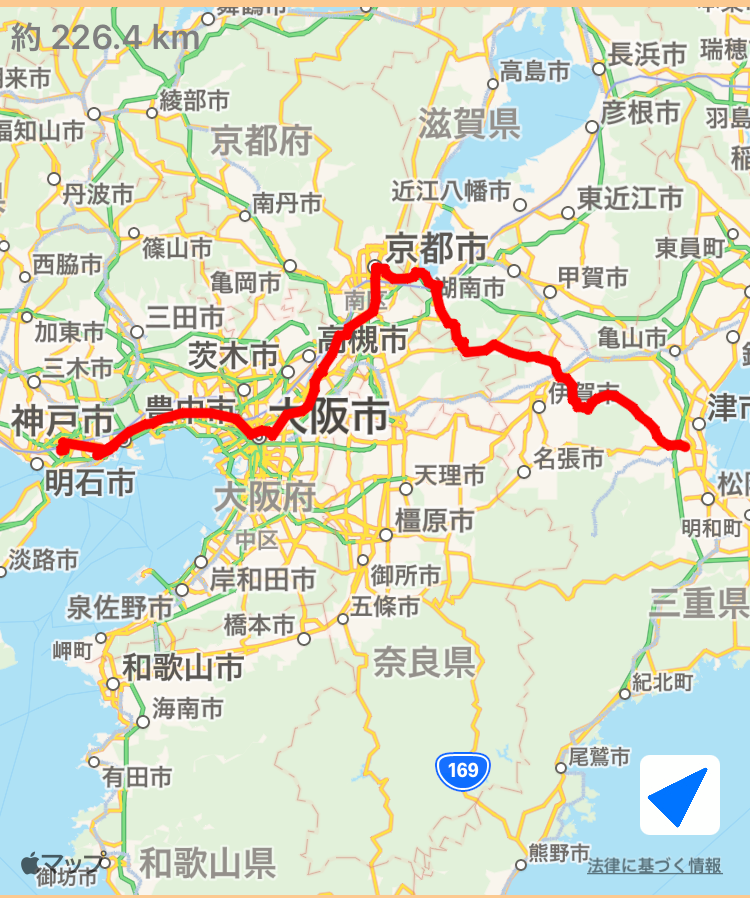 舞鶴市
約 226.4 km
長浜市
瑞穂
高島市
朝来市
綾部市
彦根市
羽島
福知山市
滋賀県
京都府
稲
丹波市
近江八幡市
東近江市
南丹市
篠山市
京都市
東員町
西脇市
亀岡市
湖南市
甲賀市
南区
加東市
三田市
高槻市
亀山市
茨木市
三木市
伊賀市
神戸市
豊中市
大阪市
津市
名張市
明石市
天理市
松阪
大阪府
橿原市
明和町
中区
淡路市
岸和田市
御所市
泉佐野市
五條市
三重県
橋本市
岬町
奈良県
和歌山市
紀北町
海南市
尾鷲市
169
有田市
熊野市
マップ
和歌山県
法律に基づく情報
御坊市